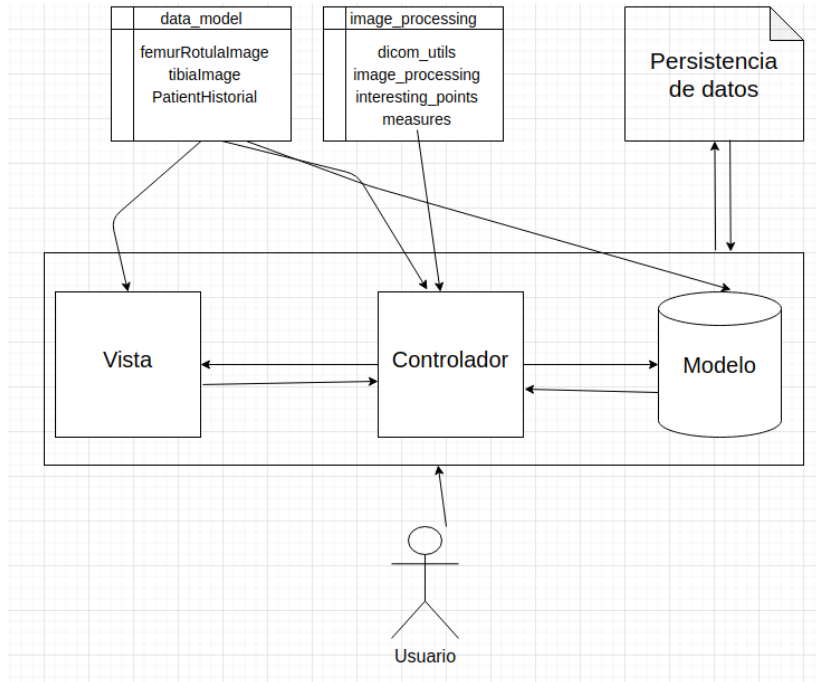 data_model
femurRotulaImage
tibiaImage
PatientHistorial
image_processing
dicom_utils
image_processing
interesting_points
measures
Persistencia
de datos
Vista
Controlador
Modelo
Usuario